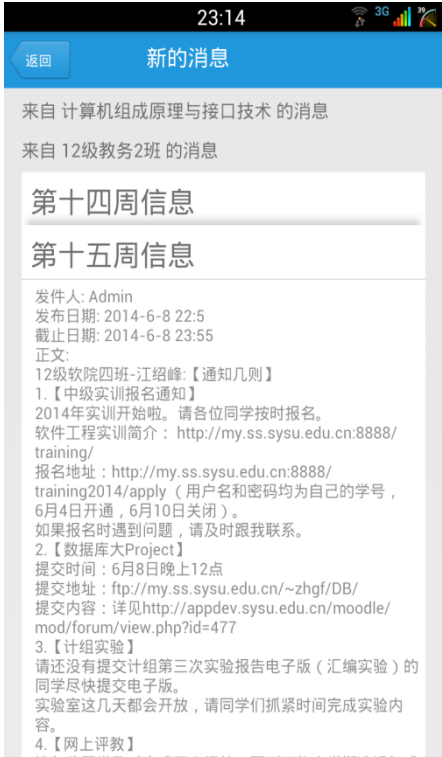 23:14
3G
返回
新的消息
来自 计算机组成原理与接口技术 的消息
来自 12级教务2班 的消息
第十四周信息
第十五周信息
发件人: Admin
发布日期: 2014-6-8 22:5
截止日期: 2014-6-8 23:55
正文:
12级软院四班-江绍峰:【通知几则】
1.【中级实训报名通知】
2014年实训开始啦。请各位同学按时报名。
软件工程实训简介： http://my.ss.sysu.edu.cn:8888/
training/
报名地址：http://my.ss.sysu.edu.cn:8888/
training2014/apply （用户名和密码均为自己的学号，
6月4日开通，6月10日关闭）。
如果报名时遇到问题，请及时跟我联系。
2.【数据库大Project】
提交时间：6月8日晚上12点
提交地址：ftp://my.ss.sysu.edu.cn/~zhgf/DB/
提交内容：详见http://appdev.sysu.edu.cn/moodle/
mod/forum/view.php?id=477
3.【计组实验】
请还没有提交计组第三次实验报告电子版（汇编实验）的
同学尽快提交电子版。
实验室这几天都会开放，请同学们抓紧时间完成实验内
容。
4.【网上评教】